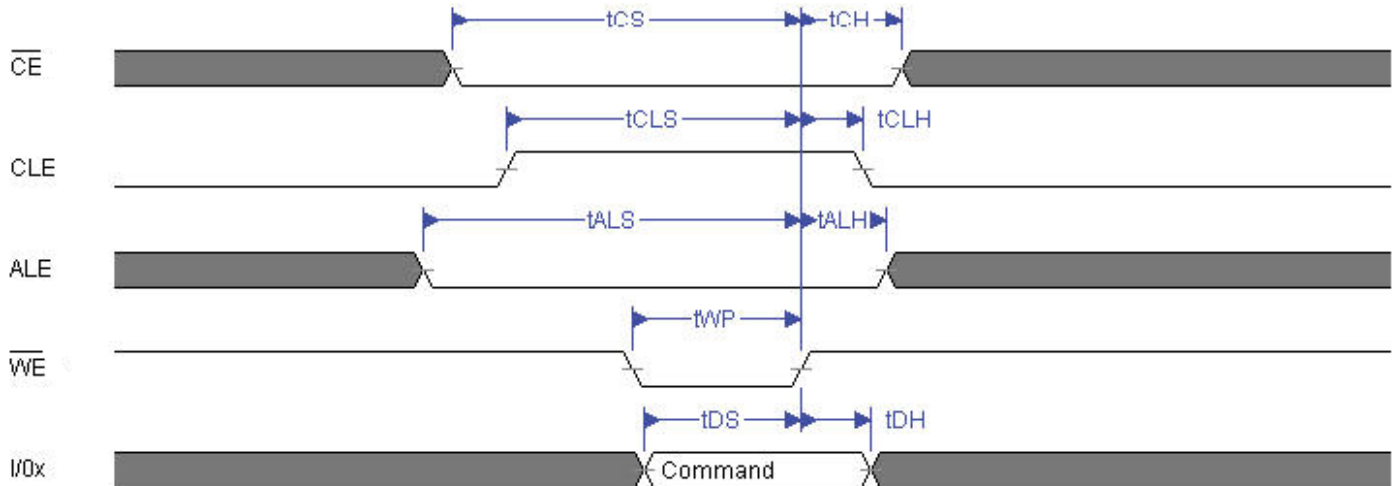 tCS tCH
CE
tCLS tCLH
CLE
tALS tALH
ALE
tWP
WE
tDS tDH
I/0x Command